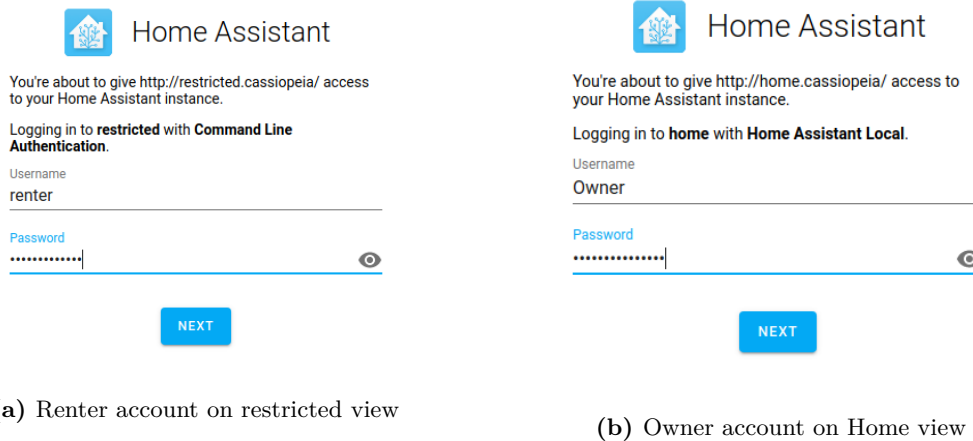 Home Assistant
You're about to give http://restricted.cassiopeia/ access
to your Home Assistant instance.
Logging in to restricted with Command Line
Authentication.
Username
renter
Password
•••••••••••••
NEXT
a) Renter account on restricted view
Home Assistant
You're about to give http://home.cassiopeia/ access to
your Home Assistant instance.
Logging in to home with Home Assistant Local.
Username
Owner
Password
•••••••••••••••
NEXT
(b) Owner account on Home view